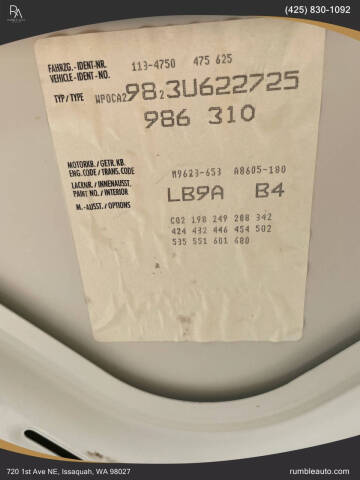 RA
(425) 830-1092
FAHRZG.-IDENT-NR. 113-4750 475 625
VEHICLE-IDENT-NO.
TYP/TYPE WP0CA2982 3U622725
986 310
MOTORKB./GETR.KB. M9623-653 A8605-180
ENG.CODE/TRANS.CODE
LACKNR./INNENAUSST. LB9A B4
PAINT NO./INTERIOR
M.-AUSST./OPTIONS C02 198 249 288 342
424 432 446 454 502
535 551 601 680
720 1st Ave NE, Issaquah, WA 98027 rumbleauto.com